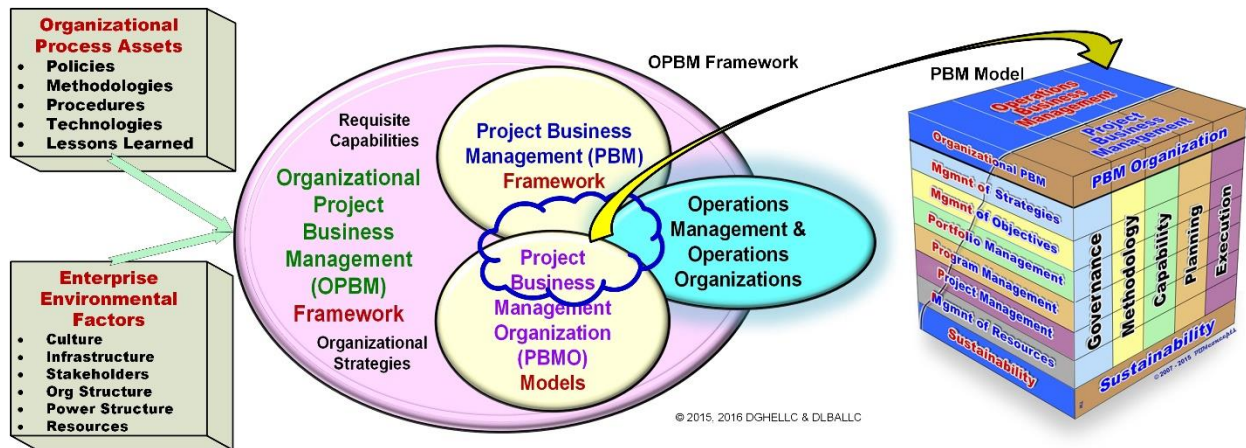 Organizational
Process Assets
• Policies
• Methodologies
• Procedures
• Technologies
• Lessons Learned
Enterprise
Environmental
Factors
• Culture
• Infrastructure
• Stakeholders
• Org Structure
• Power Structure
• Resources
Requisite
Capabilities
Organizational
Project
Business
Management
(OPBM)
Framework
Organizational
Strategies
Project Business
Management (PBM)
Framework
Project
Business
Management
Organization
(PBMO)
Models
Operations
Management &
Operations
Organizations
OPBM Framework
© 2015, 2016 DGHELLC & DLBALLC
PBM Model
Operations
Business
Management
Project
Business
Management
Organizational PBM
Mgmnt of Strategies
Mgmnt of Objectives
Portfolio Management
Program Management
Project Management
Mgmnt of Resources
Sustainability
PBM Organization
Governance
Methodology
Capability
Planning
Execution
Sustainability
© 2007 - 2015 PBMconceptLL